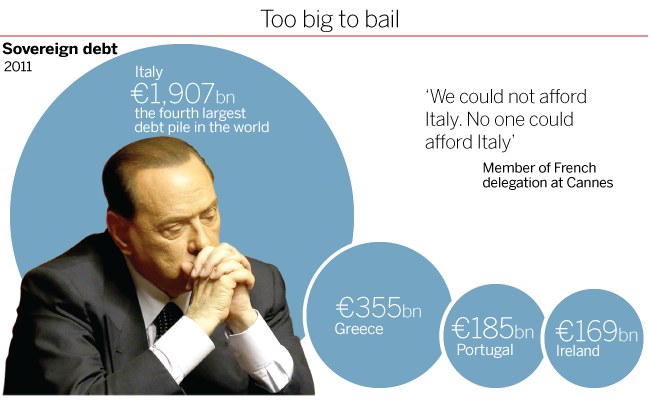 Too big to bail
Sovereign debt
2011
Italy
€1,907bn
the fourth largest
debt pile in the world
‘We could not afford
Italy. No one could
afford Italy’
Member of French
delegation at Cannes
€355bn
Greece
€185bn
Portugal
€169bn
Ireland